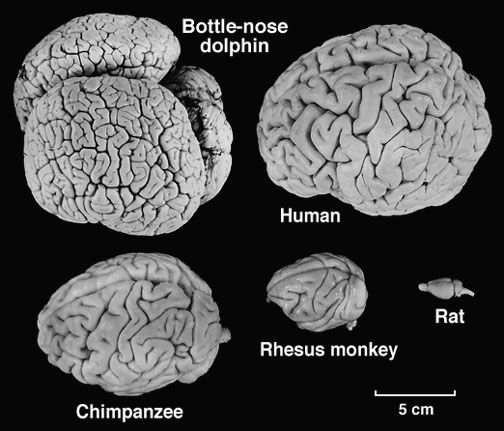 Bottle-nose
dolphin
Human
Rhesus monkey
Rat
Chimpanzee
5 cm